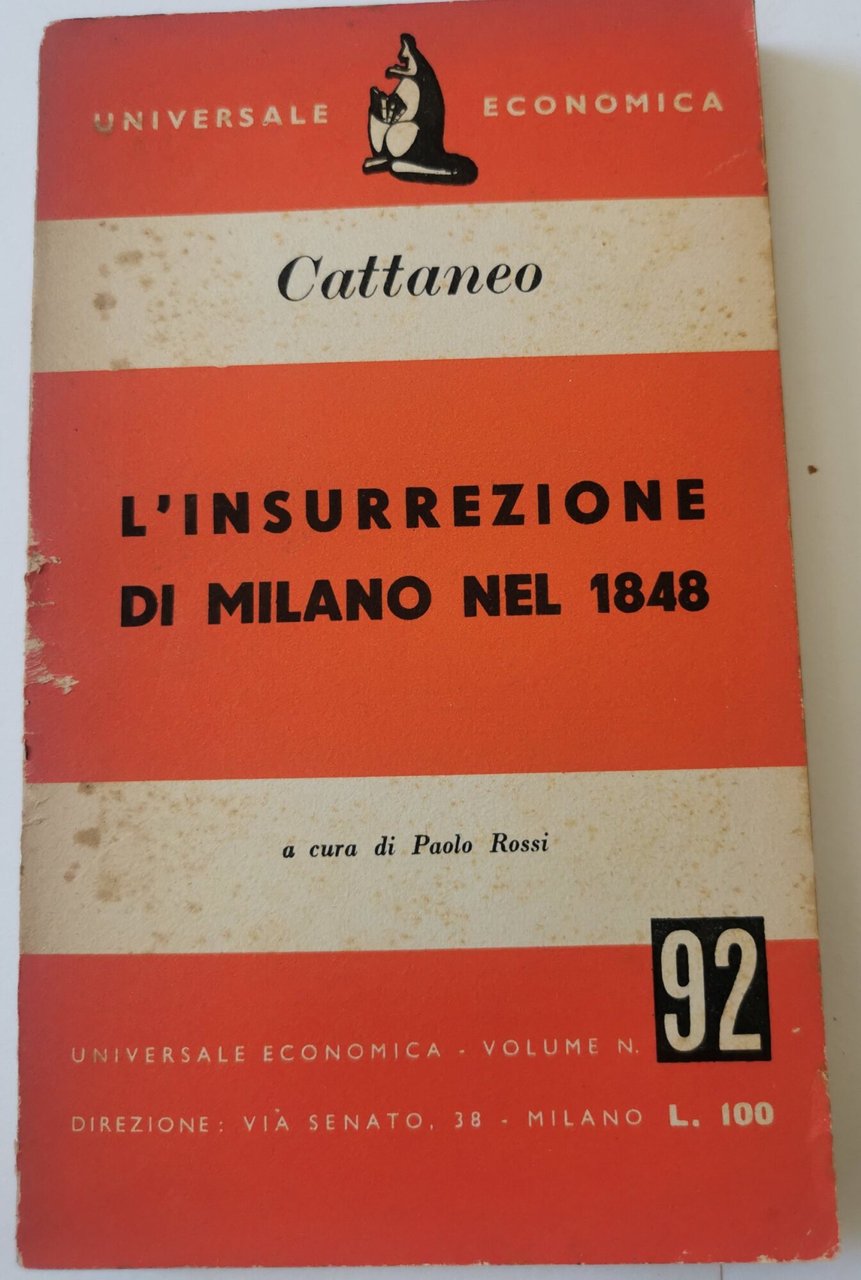 UNIVERSALE ECONOMICA
Cattaneo
L'INSURREZIONE
DI MILANO NEL 1848
a cura di Paolo Rossi
UNIVERSALE ECONOMICA - VOLUME N. 92
DIREZIONE: VIÀ SENATO, 38 - MILANO L. 100